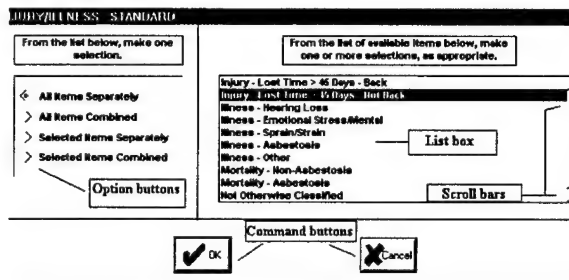 INJURY/ILLNESS STANDARD
From the list below, make one
selection.
All Items Separately
All Items Combined
Selected Items Separately
Selected Items Combined
Option buttons
From the list of available items below, make
one or more selections, as appropriate.
Injury - Lost Time > 45 Days - Back
Injury - Lost Time > 45 Days - Not Back
Illness - Hearing Loss
Illness - Emotional Stress/Mental
Illness - Sprain/Strain
Illness - Asbestosis
Illness - Other
Mortality - Non-Asbestosis
Mortality - Asbestosis
Not Otherwise Classified
List box
Scroll bars
Command buttons
OK
Cancel